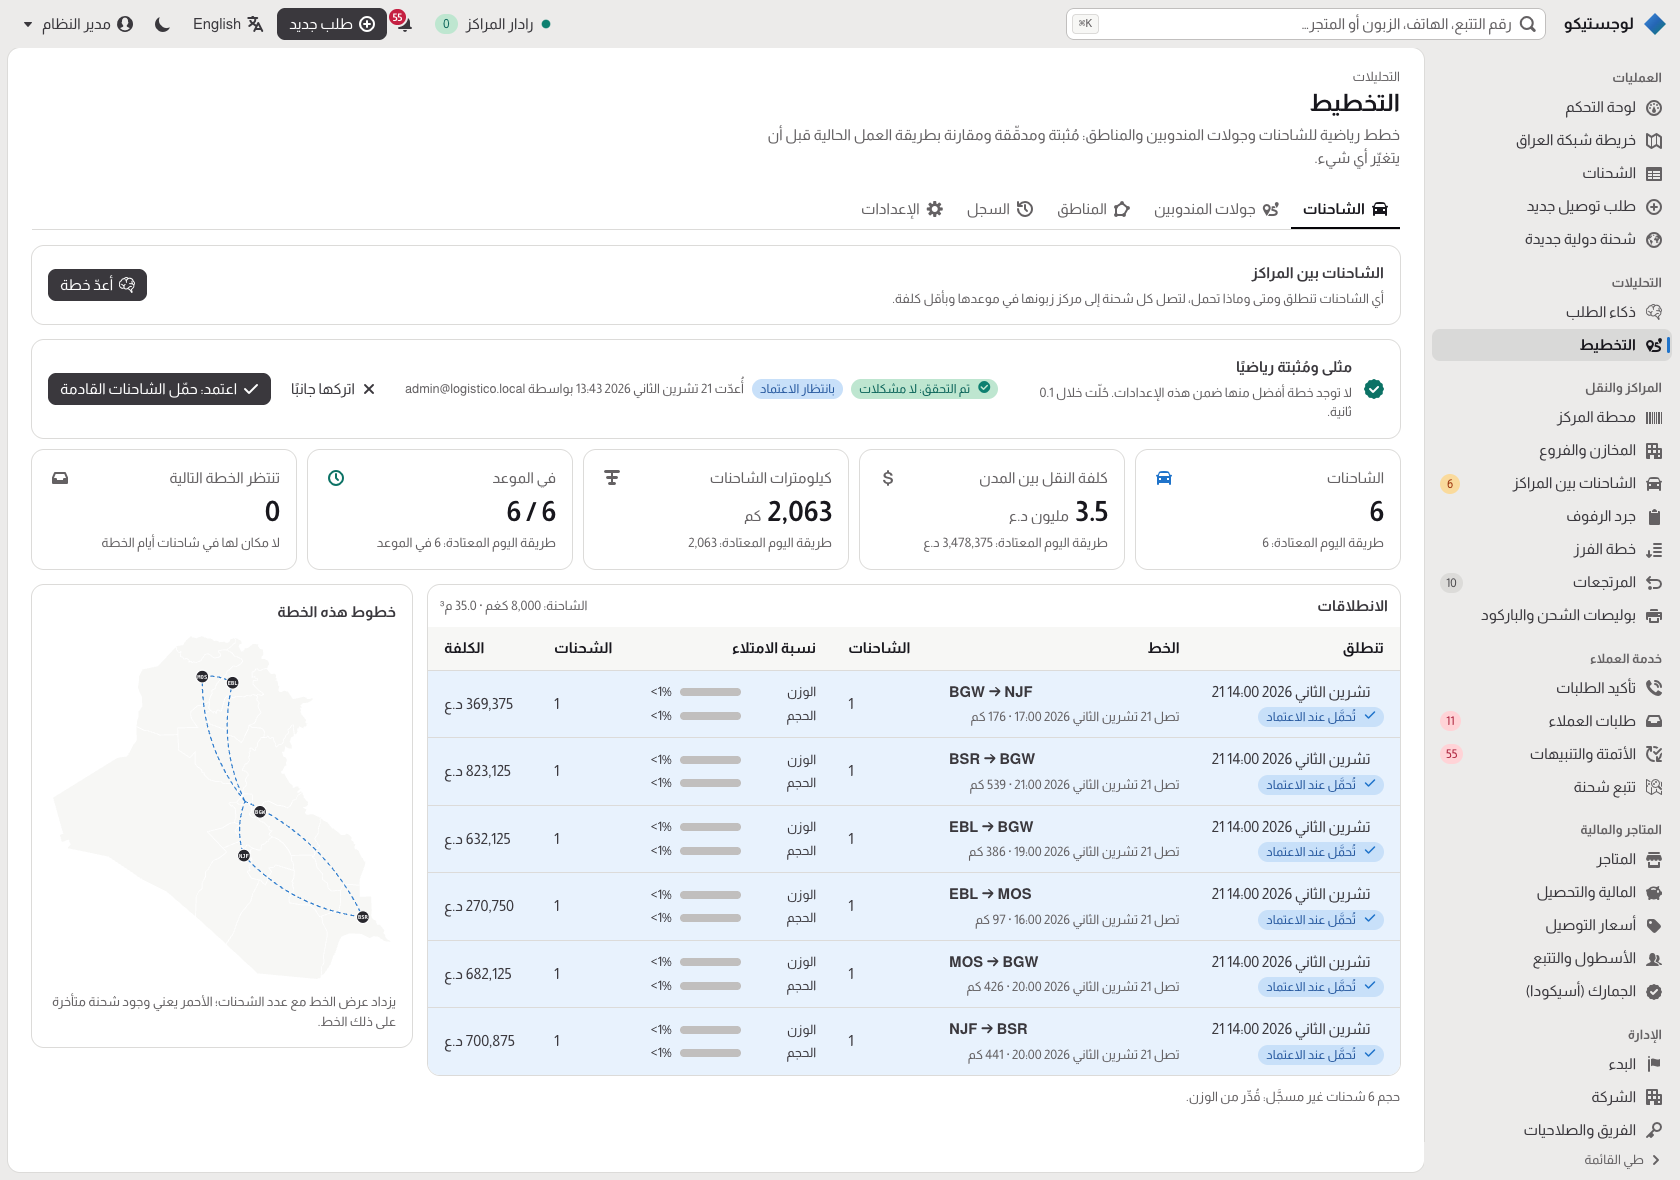 لوجستيكو
رقم التتبع، الهاتف، الزبون أو المتجر...
⌘K
رادار المراكز
0
55
طلب جديد
English
مدير النظام
العمليات
لوحة التحكم
خريطة شبكة العراق
الشحنات
طلب توصيل جديد
شحنة دولية جديدة
التحليلات
ذكاء الطلب
التخطيط
المراكز والنقل
محطة المركز
المخازن والفروع
الشاحنات بين المراكز
6
جرد الرفوف
خطة الفرز
المرتجعات
10
بوليصات الشحن والباركود
خدمة العملاء
تأكيد الطلبات
طلبات العملاء
11
الأتمتة والتنبيهات
55
تتبع شحنة
المتاجر والمالية
المتاجر
المالية والتحصيل
أسعار التوصيل
الأسطول والتتبع
الجمارك (أسيكودا)
الإدارة
البدء
الشركة
الفريق والصلاحيات
طي القائمة
التحليلات
التخطيط
خطط رياضية للشاحنات وجولات المندوبين والمناطق: مُثبتة ومدقّقة ومقارنة بطريقة العمل الحالية قبل أن
يتغيّر أي شيء.
الشاحنات
جولات المندوبين
المناطق
السجل
الإعدادات
الشاحنات بين المراكز
أي الشاحنات تنطلق ومتى وماذا تحمل، لتصل كل شحنة إلى مركز زبونها في موعدها وبأقل كلفة.
أعدّ خطة
مثلى ومُثبتة رياضيًا
لا توجد خطة أفضل منها ضمن هذه الإعدادات. حُلّت خلال 0.1
ثانية.
تم التحقق: لا مشكلات
بانتظار الاعتماد
أُعدّت 21 تشرين الثاني 2026 13:43 بواسطة admin@logistico.local
اتركها جانبًا
اعتمد: حمّل الشاحنات القادمة
الشاحنات
6
طريقة اليوم المعتادة: 6
كلفة النقل بين المدن
3.5 مليون د.ع
طريقة اليوم المعتادة: 3,478,375 د.ع
كيلومترات الشاحنات
2,063 كم
طريقة اليوم المعتادة: 2,063
في الموعد
6 / 6
طريقة اليوم المعتادة: 6 في الموعد
تنتظر الخطة التالية
0
لا مكان لها في شاحنات أيام الخطة
الانطلاقات
الشاحنة: 8,000 كغم · 35.0 م³
تنطلق
الخط
الشاحنات
نسبة الامتلاء
الشحنات
الكلفة
21 تشرين الثاني 2026 14:00
تُحمَّل عند الاعتماد
BGW → NJF
تصل 21 تشرين الثاني 2026 17:00 · 176 كم
1
الوزن <1%
الحجم <1%
1
369,375 د.ع
21 تشرين الثاني 2026 14:00
تُحمَّل عند الاعتماد
BSR → BGW
تصل 21 تشرين الثاني 2026 21:00 · 539 كم
1
الوزن <1%
الحجم <1%
1
823,125 د.ع
21 تشرين الثاني 2026 14:00
تُحمَّل عند الاعتماد
EBL → BGW
تصل 21 تشرين الثاني 2026 19:00 · 386 كم
1
الوزن <1%
الحجم <1%
1
632,125 د.ع
21 تشرين الثاني 2026 14:00
تُحمَّل عند الاعتماد
EBL → MOS
تصل 21 تشرين الثاني 2026 16:00 · 97 كم
1
الوزن <1%
الحجم <1%
1
270,750 د.ع
21 تشرين الثاني 2026 14:00
تُحمَّل عند الاعتماد
MOS → BGW
تصل 21 تشرين الثاني 2026 20:00 · 426 كم
1
الوزن <1%
الحجم <1%
1
682,125 د.ع
21 تشرين الثاني 2026 14:00
تُحمَّل عند الاعتماد
NJF → BSR
تصل 21 تشرين الثاني 2026 20:00 · 441 كم
1
الوزن <1%
الحجم <1%
1
700,875 د.ع
حجم 6 شحنات غير مسجَّل: قُدِّر من الوزن.
خطوط هذه الخطة
MOS
EBL
BGW
NJF
BSR
يزداد عرض الخط مع عدد الشحنات؛ الأحمر يعني وجود شحنة متأخرة
على ذلك الخط.